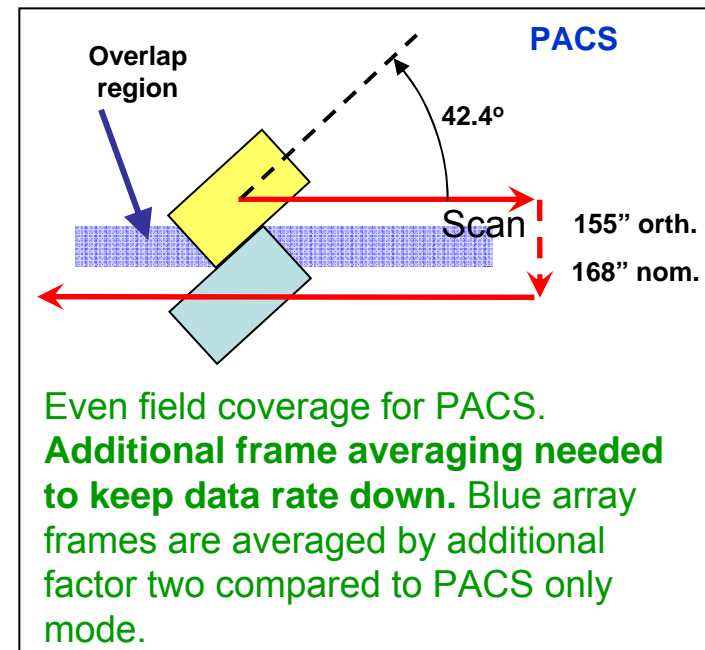 PACS
Overlap
region
42.4º
Scan
155” orth.
168” nom.
Even field coverage for PACS.
Additional frame averaging needed
to keep data rate down. Blue array
frames are averaged by additional
factor two compared to PACS only
mode.